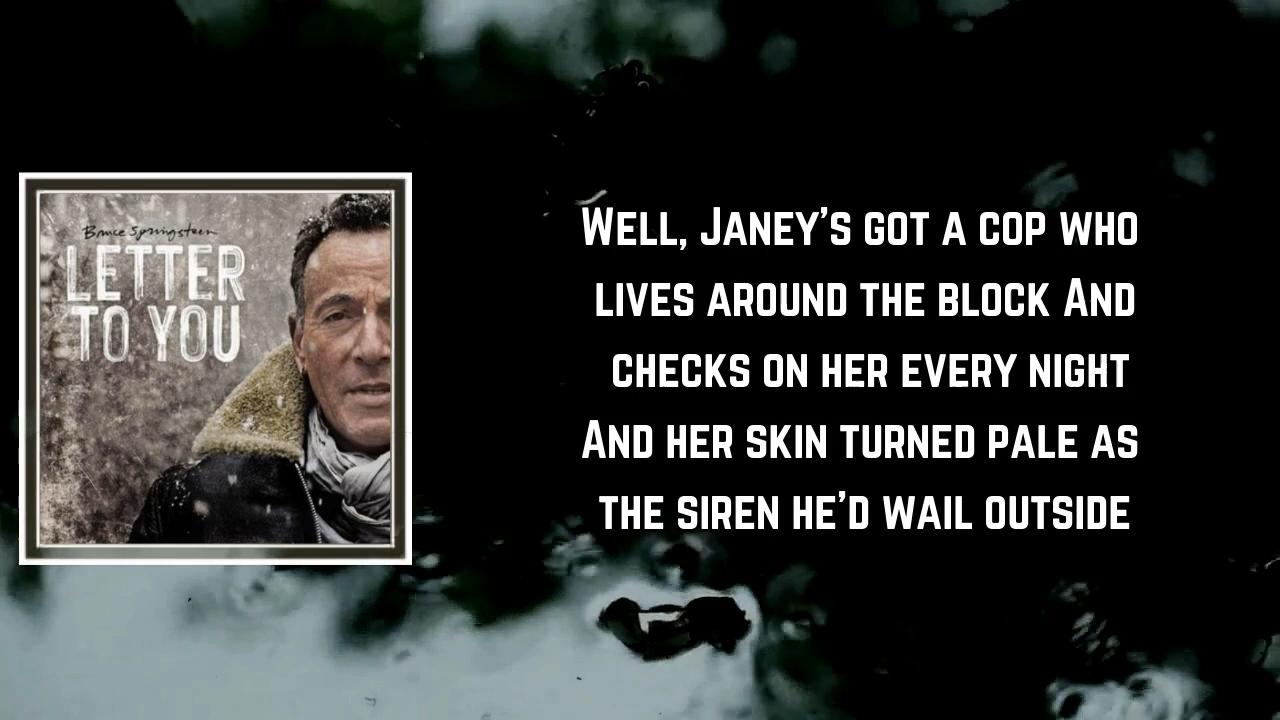 Bruce Springsteen
LETTER
TO YOU
Well, Janey’s got a cop who
lives around the block And
checks on her every night
And her skin turned pale as
the siren he’d wail outside